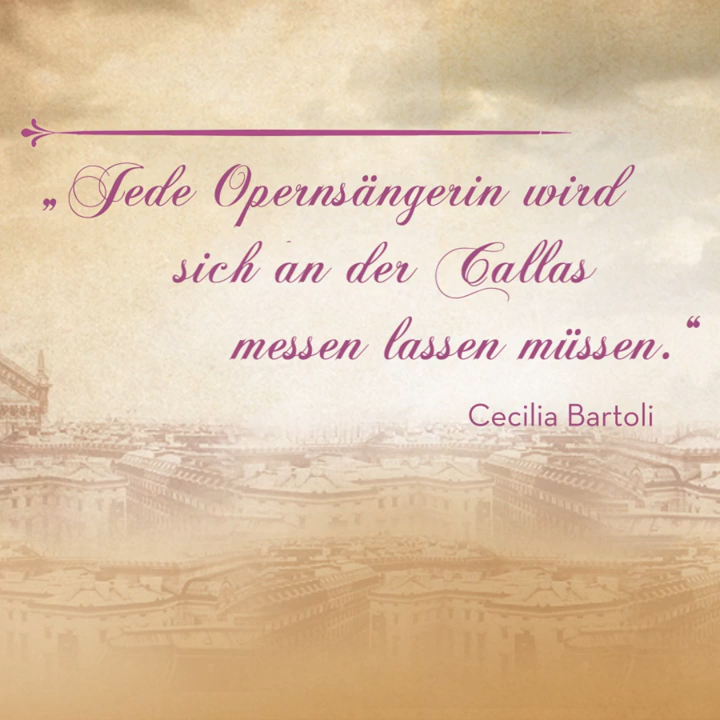 „Jede Opernsängerin wird
sich an der Callas
messen lassen müssen.“
Cecilia Bartoli